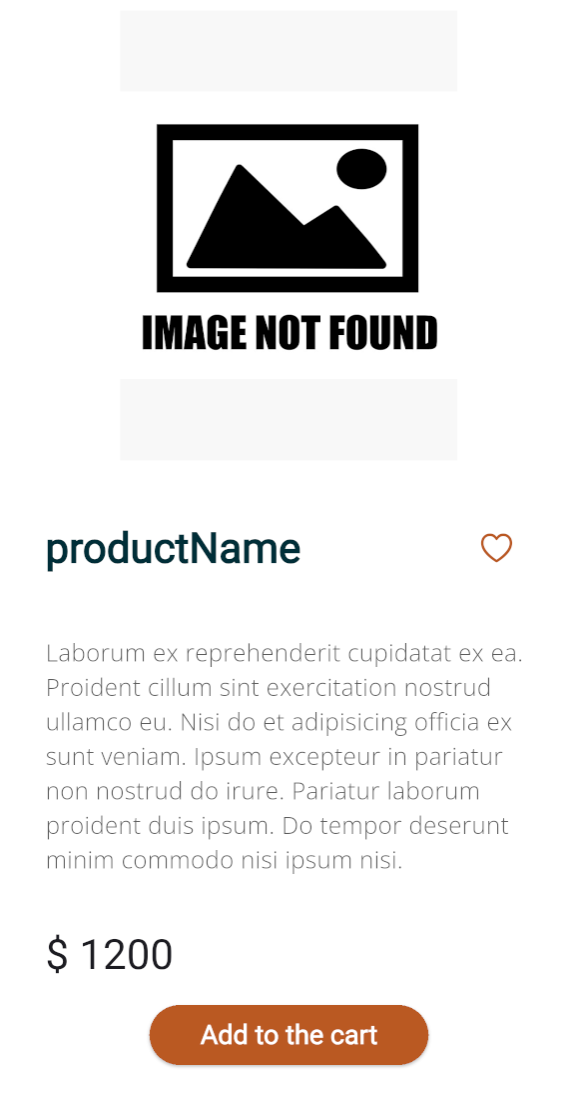 IMAGE NOT FOUND
productName
Laborum ex reprehenderit cupidatat ex ea.
Proident cillum sint exercitation nostrud
ullamco eu. Nisi do et adipisicing officia ex
sunt veniam. Ipsum excepteur in pariatur
non nostrud do irure. Pariatur laborum
proident duis ipsum. Do tempor deserunt
minim commodo nisi ipsum nisi.
$ 1200
Add to the cart